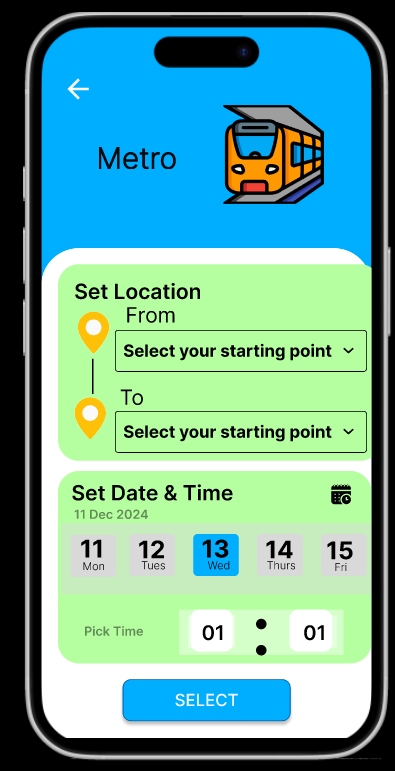 Metro
Set Location
From
Select your starting point
To
Select your starting point
Set Date & Time
11 Dec 2024
11 12 13 14 15
Mon Tues Wed Thurs Fri
Pick Time 01 : 01
SELECT